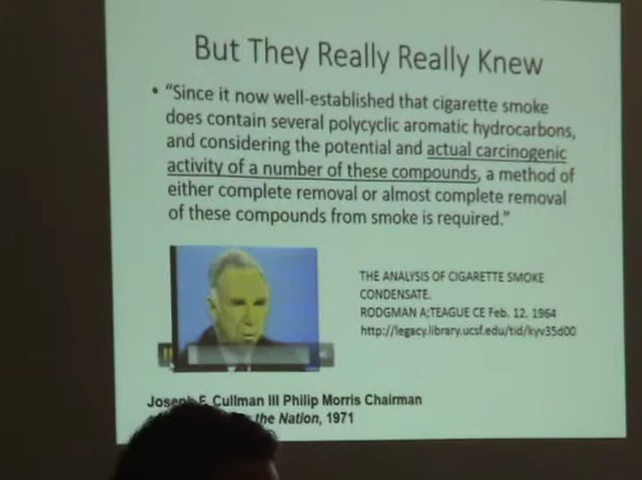 But They Really Really Knew
• “Since it now well-established that cigarette smoke
does contain several polycyclic aromatic hydrocarbons,
and considering the potential and actual carcinogenic
activity of a number of these compounds, a method of
either complete removal or almost complete removal
of these compounds from smoke is required.”
THE ANALYSIS OF CIGARETTE SMOKE
CONDENSATE.
RODGMAN A;TEAGUE CE Feb. 12. 1964
http://legacy.library.ucsf.edu/tid/kyv35d00
Joseph F. Cullman III Philip Morris Chairman
the Nation, 1971